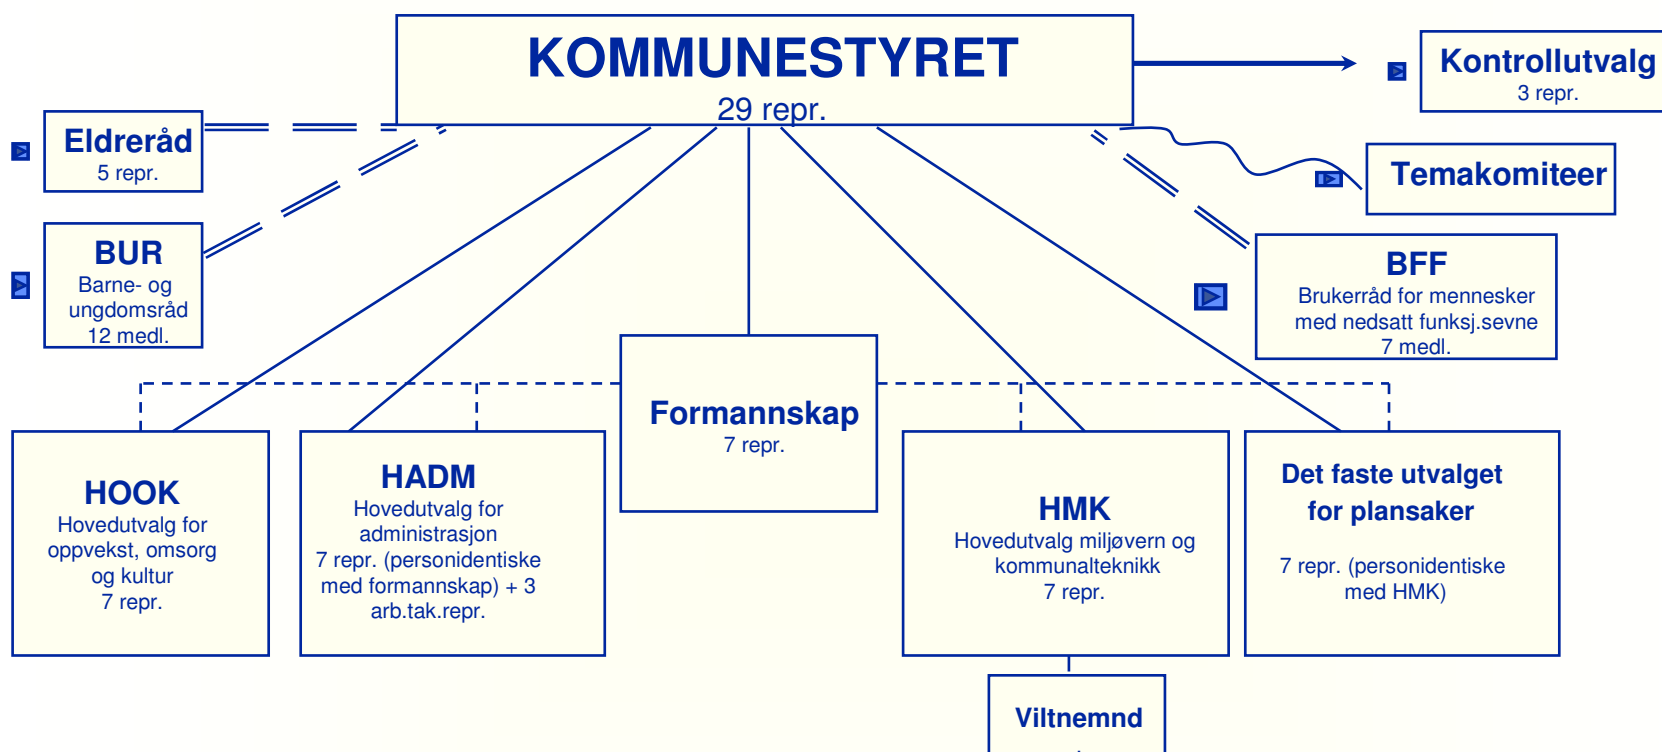 KOMMUNESTYRET
29 repr.
Kontrollutvalg
3 repr.
Eldreråd
5 repr.
Temakomiteer
BUR
Barne- og
ungdomsråd
12 medl.
BFF
Brukerråd for mennesker
med nedsatt funksj.sevne
7 medl.
Formannskap
7 repr.
HOOK
Hovedutvalg for
oppvekst, omsorg
og kultur
7 repr.
HADM
Hovedutvalg for
administrasjon
7 repr. (personidentiske
med formannskap) + 3
arb.tak.repr.
HMK
Hovedutvalg miljøvern og
kommunalteknikk
7 repr.
Det faste utvalget
for plansaker
7 repr. (personidentiske
med HMK)
Viltnemnd